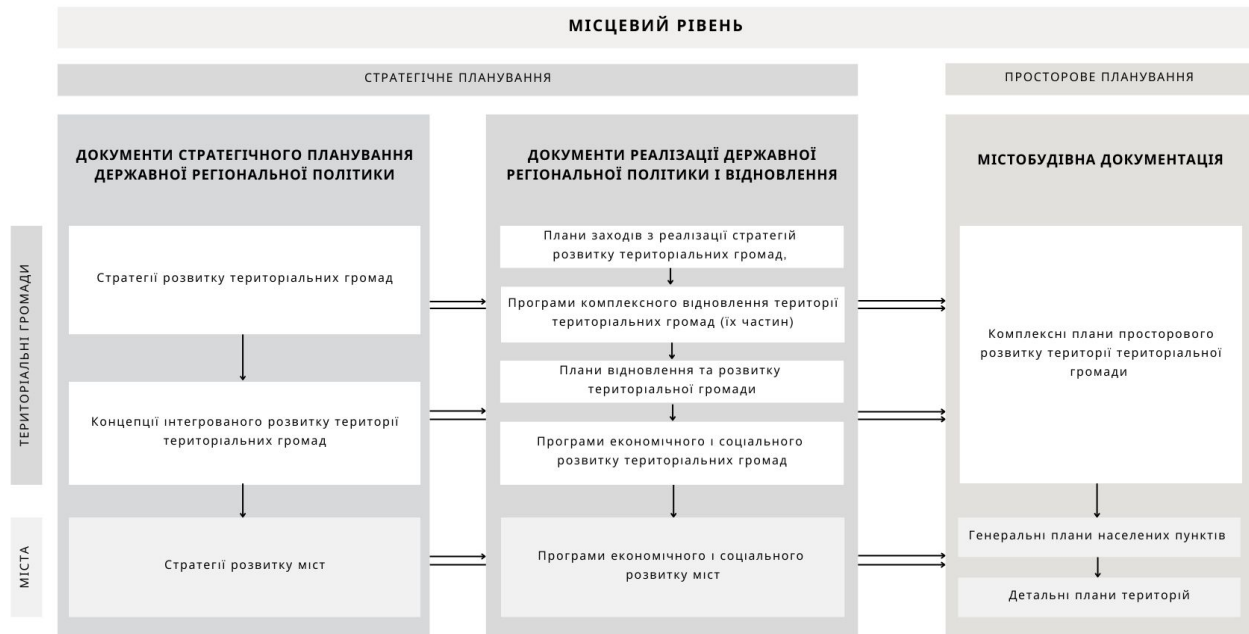 МІСЦЕВИЙ РІВЕНЬ
СТРАТЕГІЧНЕ ПЛАНУВАННЯ
ПРОСТОРОВЕ ПЛАНУВАННЯ
ДОКУМЕНТИ СТРАТЕГІЧНОГО ПЛАНУВАННЯ
ДЕРЖАВНОЇ РЕГІОНАЛЬНОЇ ПОЛІТИКИ
ДОКУМЕНТИ РЕАЛІЗАЦІЇ ДЕРЖАВНОЇ
РЕГІОНАЛЬНОЇ ПОЛІТИКИ І ВІДНОВЛЕННЯ
МІСТОБУДІВНА ДОКУМЕНТАЦІЯ
ТЕРИТОРІАЛЬНІ ГРОМАДИ
Стратегії розвитку територіальних громад
Концепції інтегрованого розвитку території
територіальних громад
Плани заходів з реалізації стратегій
розвитку територіальних громад,
Програми комплексного відновлення території
територіальних громад (їх частин)
Плани відновлення та розвитку
територіальної громади
Програми економічного і соціального
розвитку територіальних громад
Комплексні плани просторового
розвитку території територіальної
громади
МІСТА
Стратегії розвитку міст
Програми економічного і соціального
розвитку міст
Генеральні плани населених пунктів
Детальні плани територій